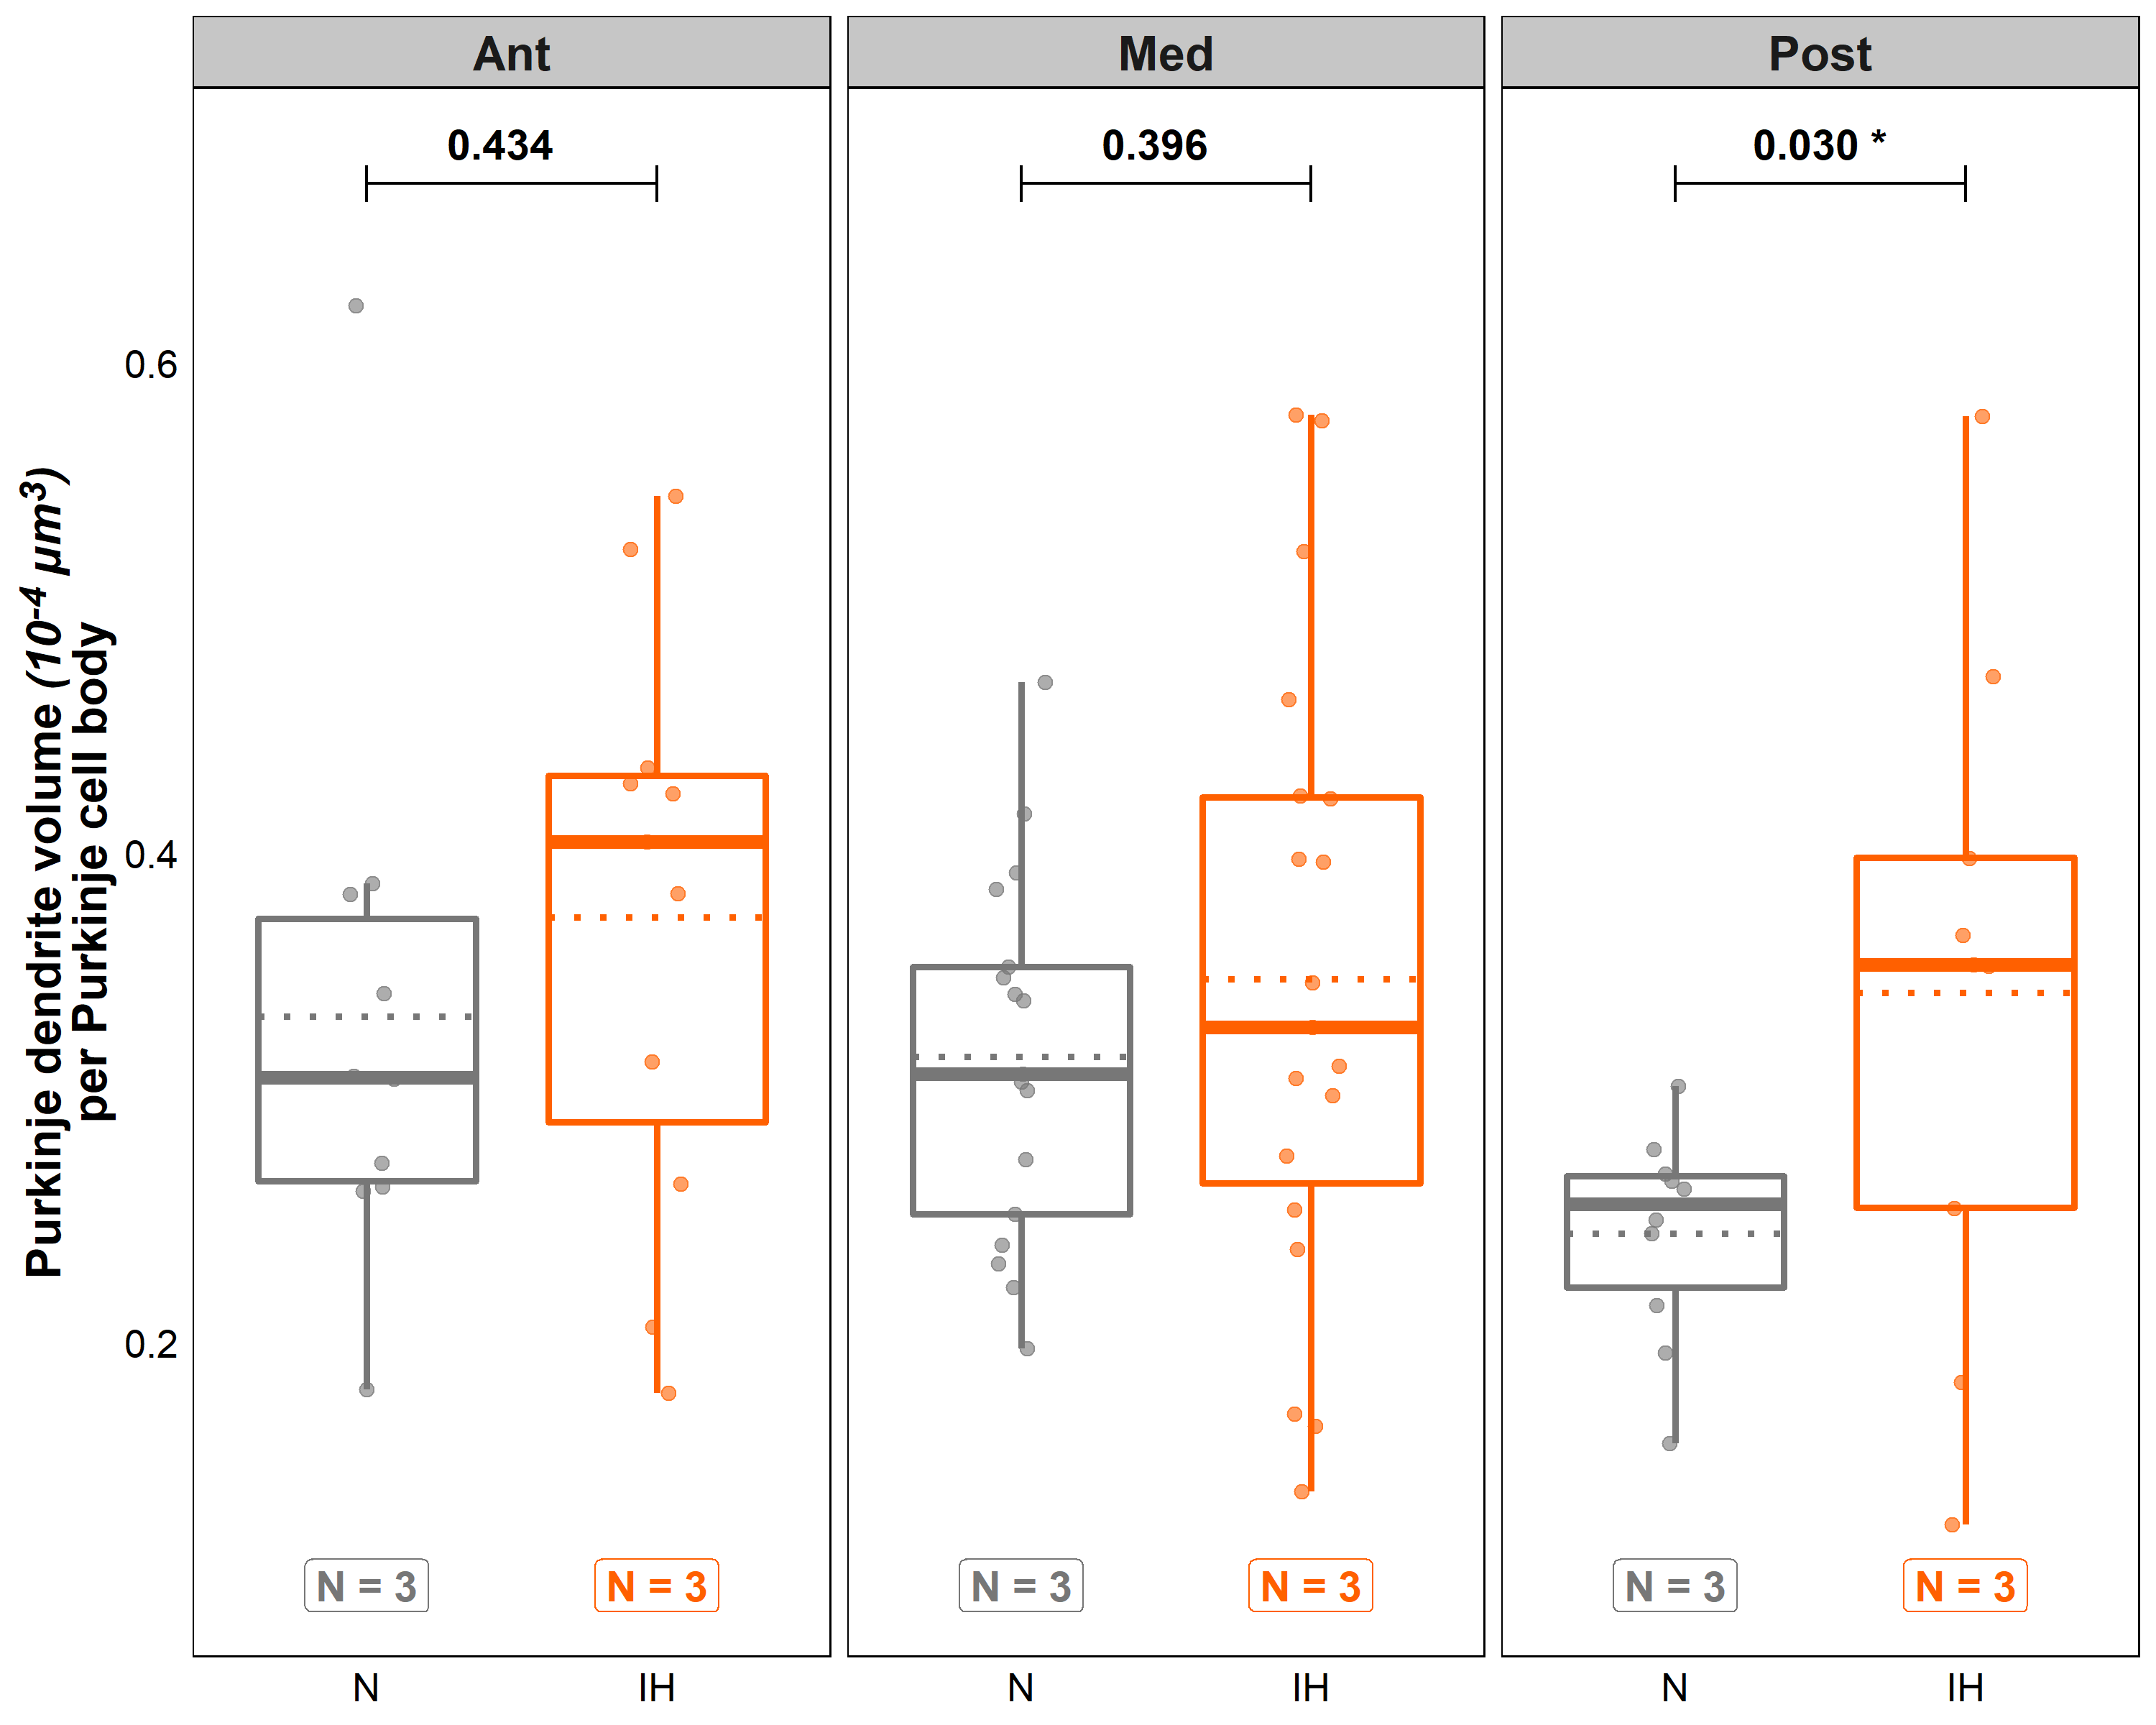 Ant
Med
Post
0.434
0.396
0.030 *
Purkinje dendrite volume (10⁻⁴ µm³)
per Purkinje cell body
0.6
0.4
0.2
N = 3
N = 3
N = 3
N = 3
N = 3
N = 3
N
IH
N
IH
N
IH